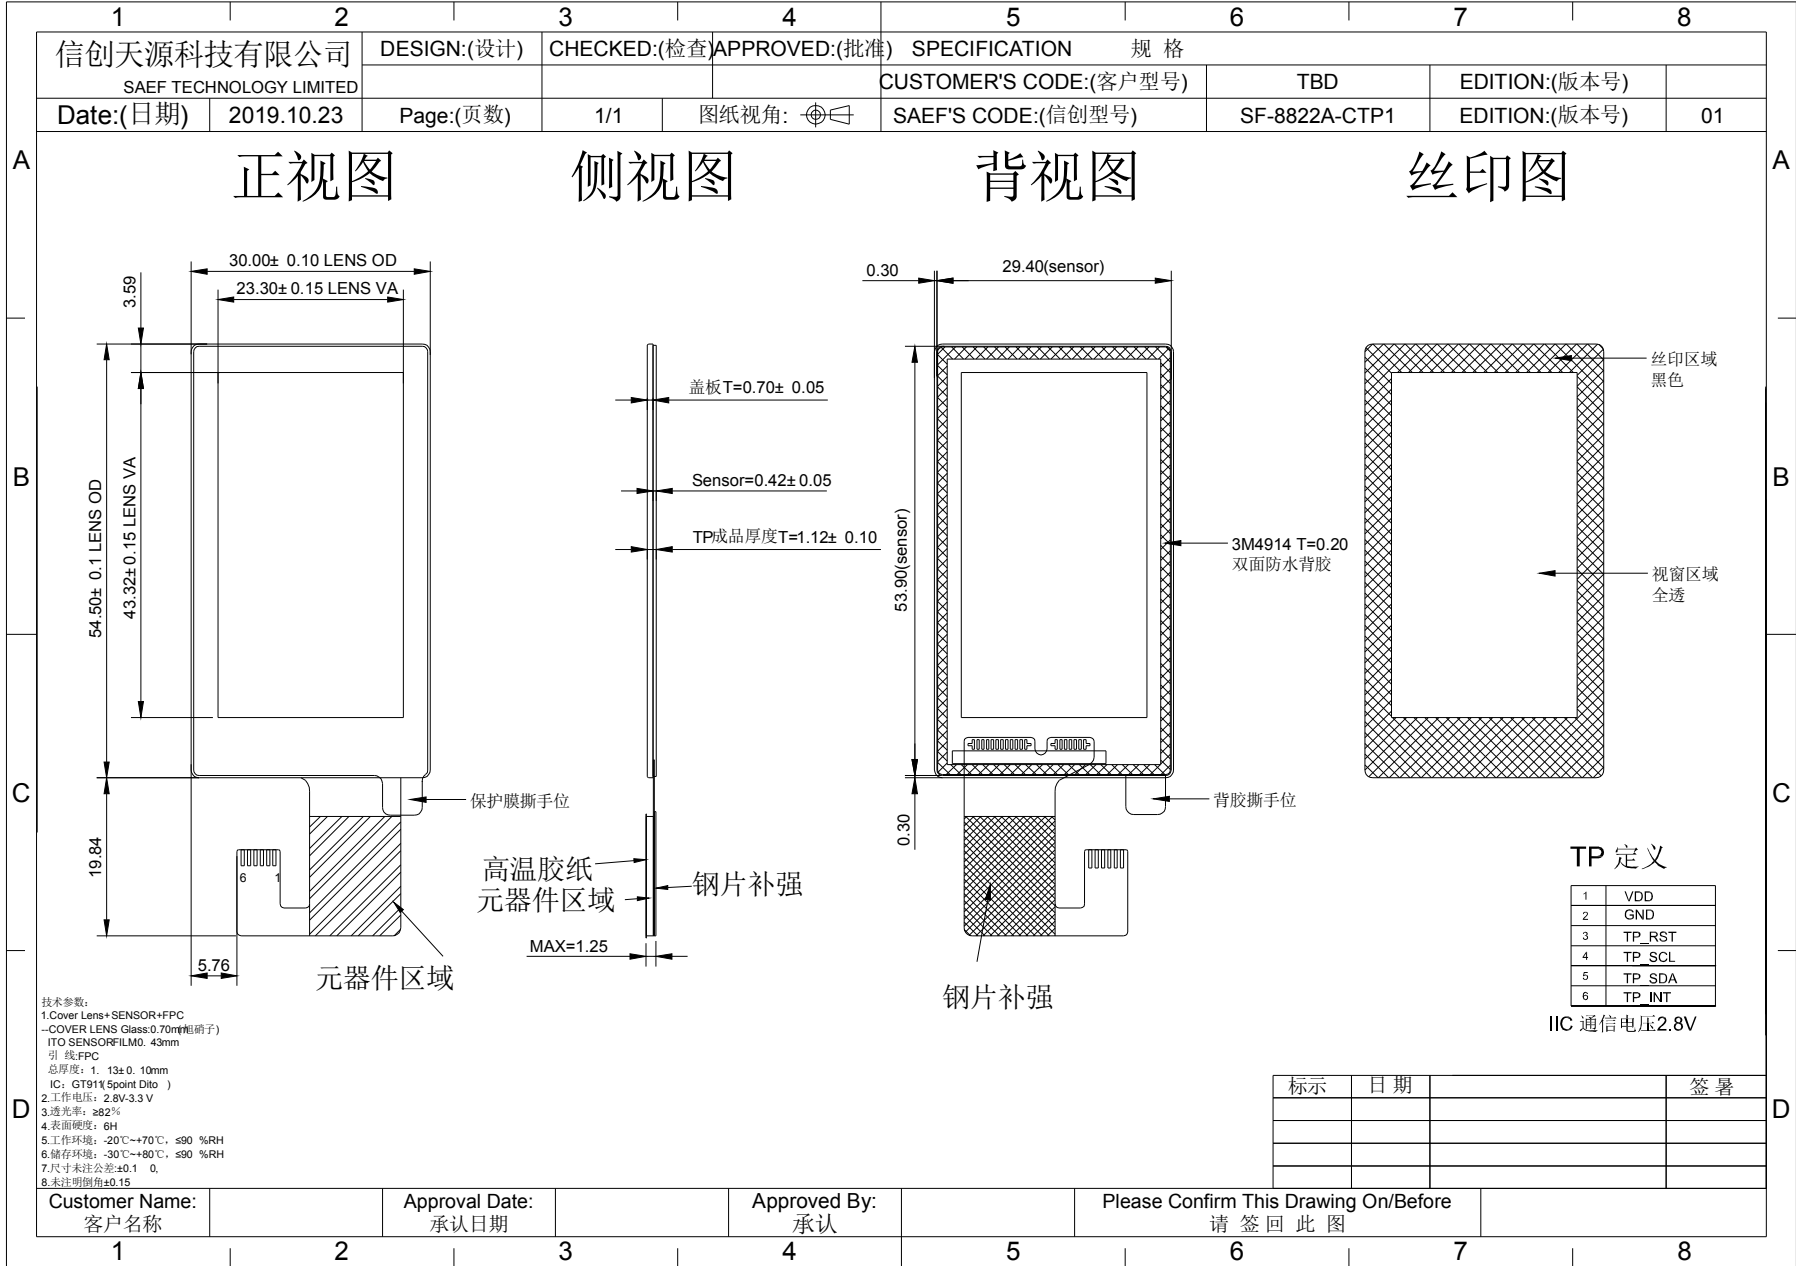 1 2 3 4 5 6 7 8
信创天源科技有限公司
SAEF TECHNOLOGY LIMITED
DESIGN:(设计)
CHECKED:(检查)
APPROVED:(批准)
SPECIFICATION 规 格
CUSTOMER'S CODE:(客户型号)
TBD
EDITION:(版本号)
Date:(日期)
2019.10.23
Page:(页数)
1/1
图纸视角:
SAEF'S CODE:(信创型号)
SF-8822A-CTP1
EDITION:(版本号)
01
A
A
正视图
侧视图
背视图
丝印图
30.00± 0.10 LENS OD
23.30± 0.15 LENS VA
3.59
54.50± 0.1 LENS OD
43.32± 0.15 LENS VA
19.84
5.76
6 1
保护膜撕手位
元器件区域
盖板T=0.70± 0.05
Sensor=0.42± 0.05
TP成品厚度T=1.12± 0.10
高温胶纸
元器件区域
钢片补强
MAX=1.25
0.30
29.40(sensor)
53.90(sensor)
0.30
3M4914 T=0.20
双面防水背胶
背胶撕手位
钢片补强
丝印区域
黑色
视窗区域
全透
B
B
C
C
TP 定义
1 VDD
2 GND
3 TP_RST
4 TP_SCL
5 TP_SDA
6 TP_INT
IIC 通信电压2.8V
技术参数:
1.Cover Lens+SENSOR+FPC
--COVER LENS Glass:0.70mm
ITO SENSORFILM0. 43mm
引 线:FPC
总厚度: 1. 13±0. 10mm
IC: GT911(5point Dito )
2.工作电压: 2.8V-3.3 V
3.透光率: ≥82%
4.表面硬度: 6H
5.工作环境: -20℃~+70℃, ≤90 %RH
6.储存环境: -30℃~+80℃, ≤90 %RH
7.尺寸未注公差:±0.1 0,
8.未注明倒角±0.15
D
D
标示 日 期 签 暑
Customer Name:
客户名称
Approval Date:
承认日期
Approved By:
承认
Please Confirm This Drawing On/Before
请 签 回 此 图
1 2 3 4 5 6 7 8